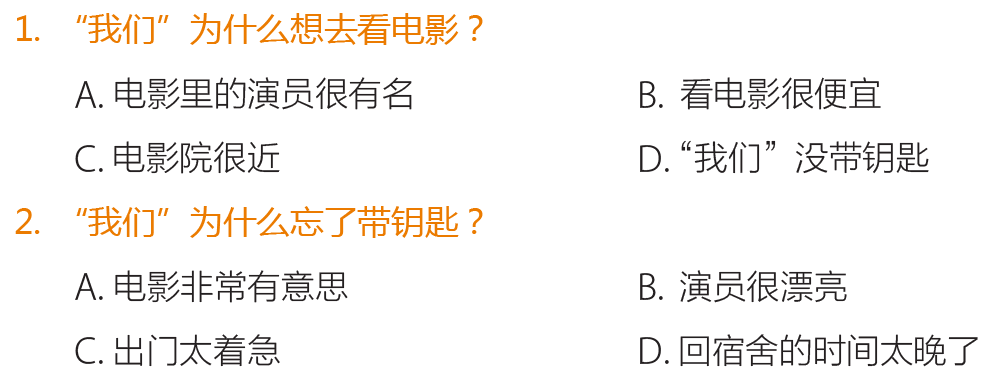 1. “我们”为什么想去看电影？
A. 电影里的演员很有名 B. 看电影很便宜
C. 电影院很近 D. “我们”没带钥匙
2. “我们”为什么忘了带钥匙？
A. 电影非常有意思 B. 演员很漂亮
C. 出门太着急 D. 回宿舍的时间太晚了